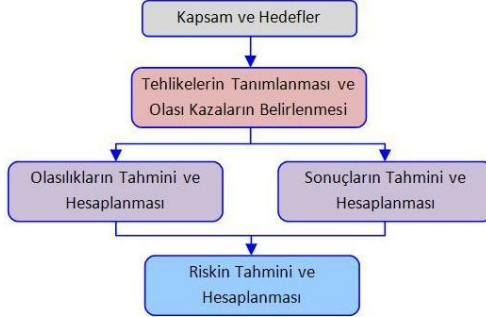 Kapsam ve Hedefler
Tehlikelerin Tanımlanması ve
Olası Kazaların Belirlenmesi
Olasılıkların Tahmini ve
Hesaplanması
Sonuçların Tahmini ve
Hesaplanması
Riskin Tahmini ve
Hesaplanması